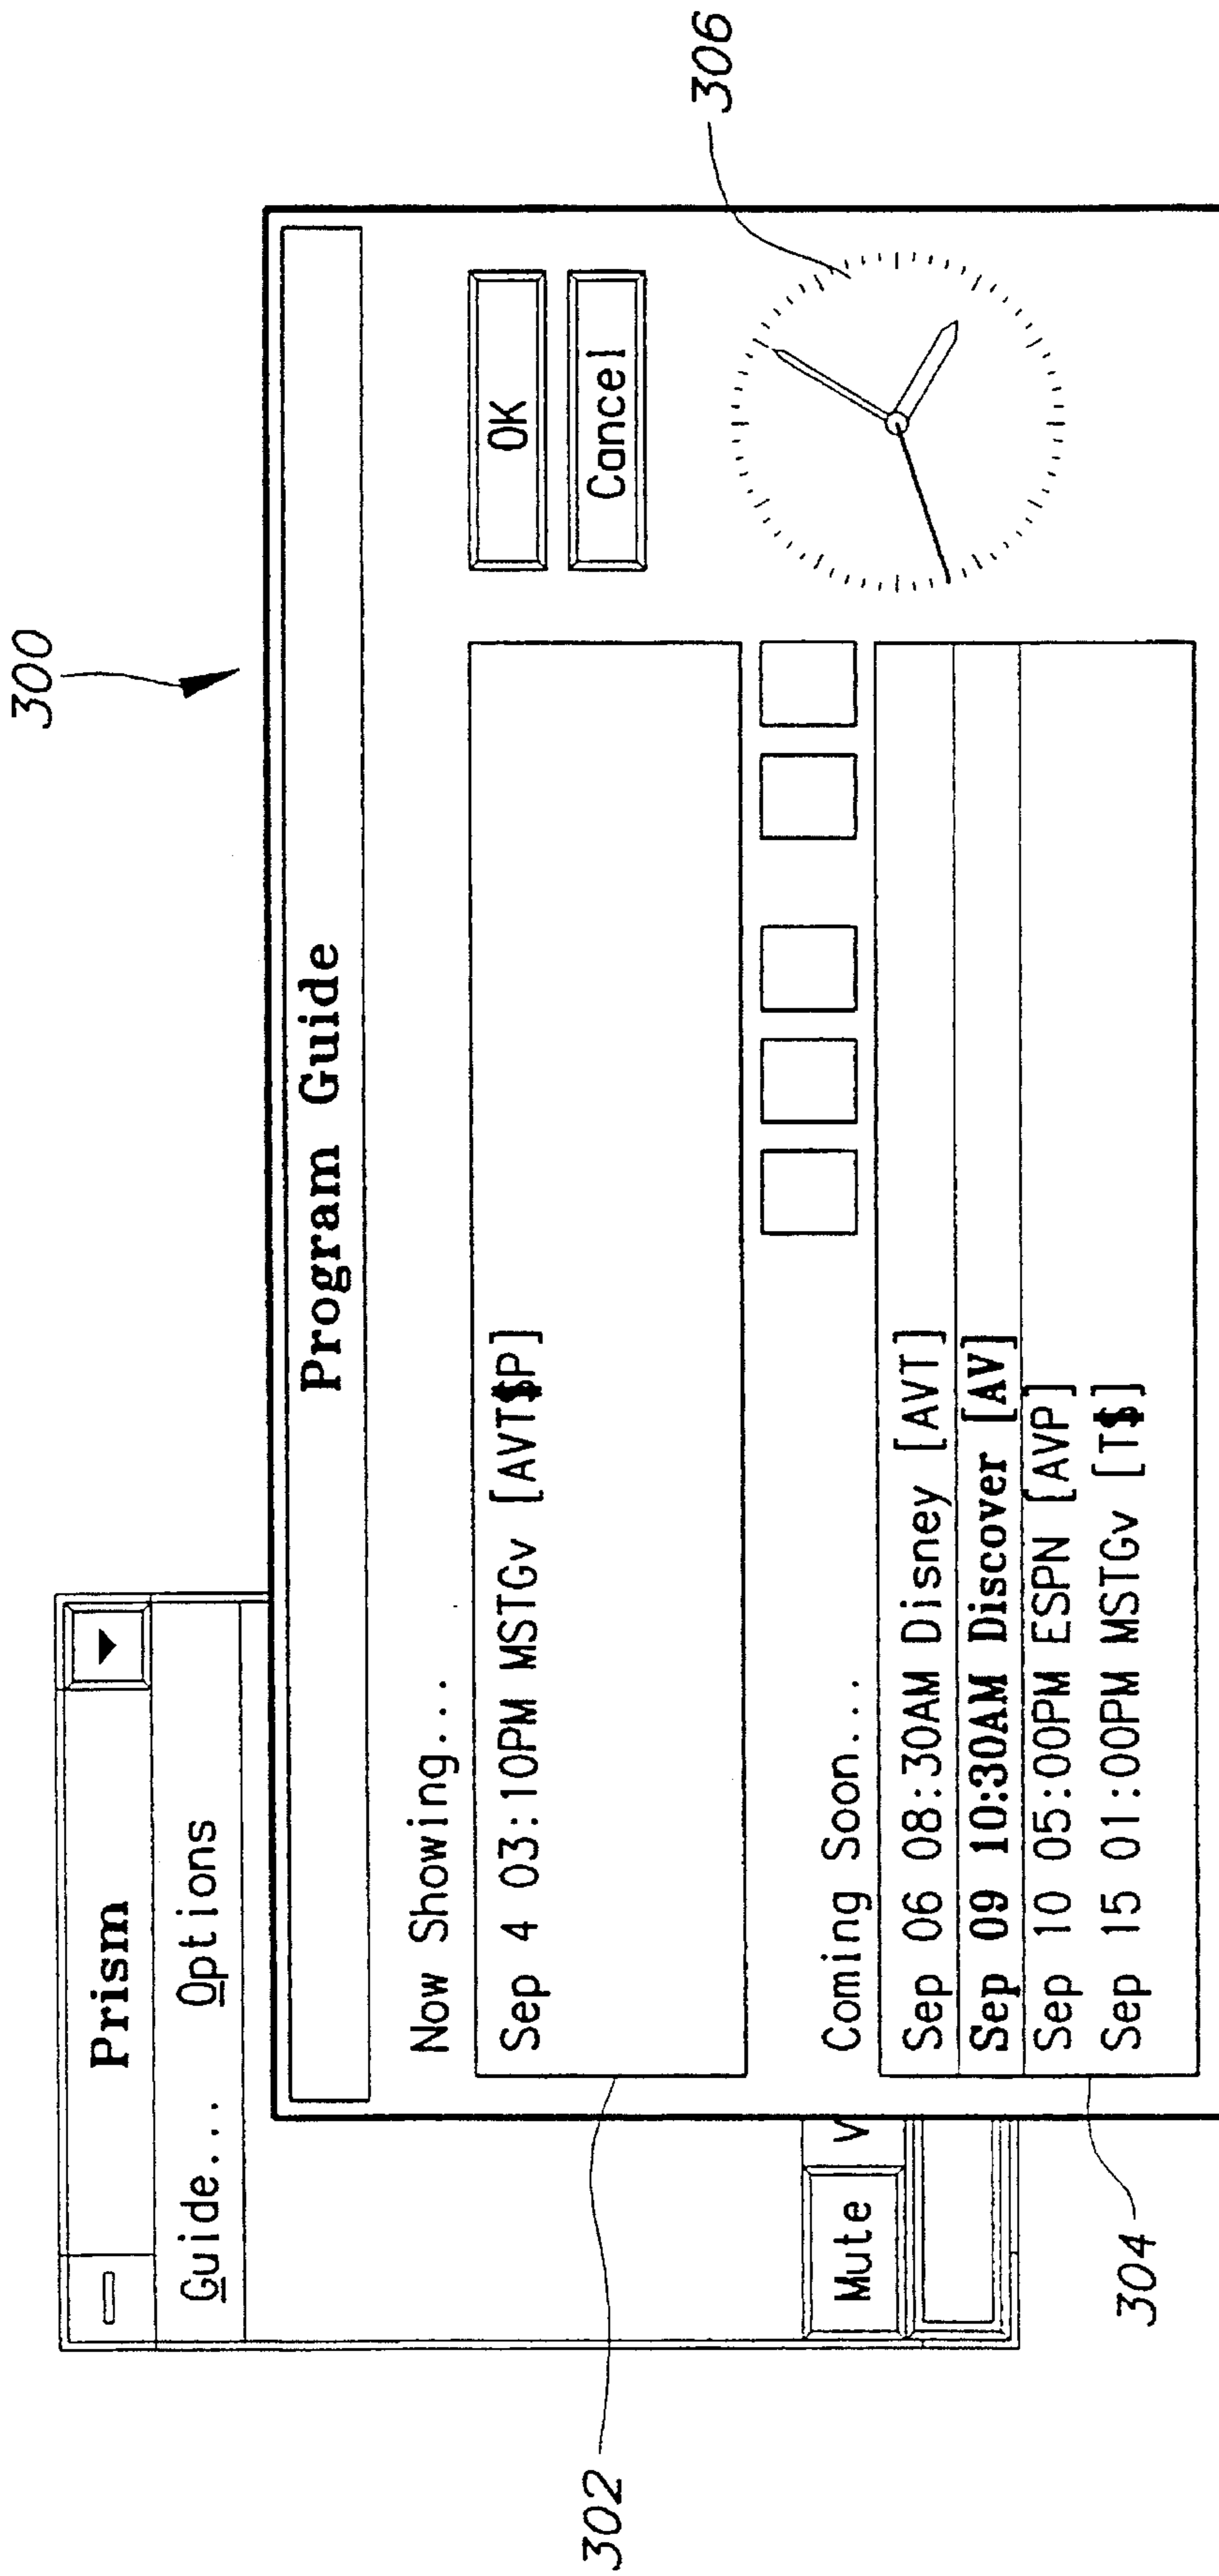 300
Prism
Guide... Options
Program Guide
Now Showing...
OK
Sep 4 03:10PM MSTGv [AVT$P]
Cancel
302
306
Mute V
Coming Soon...
Sep 06 08:30AM Disney [AVT]
Sep 09 10:30AM Discover [AV]
Sep 10 05:00PM ESPN [AVP]
Sep 15 01:00PM MSTGv [T$]
304